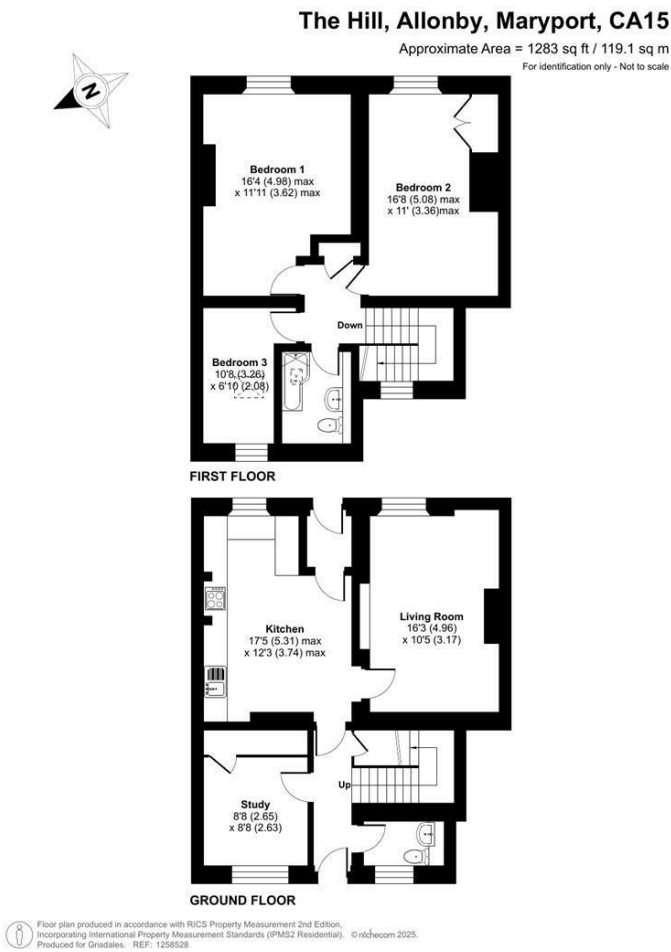 The Hill, Allonby, Maryport, CA15
Approximate Area = 1283 sq ft / 119.1 sq m
For identification only - Not to scale
N
Bedroom 1
16'4 (4.98) max
x 11'11 (3.62) max
Bedroom 2
16'8 (5.08) max
x 11' (3.36)max
Down
Bedroom 3
10'8 (3.26)
x 6'10 (2.08)
FIRST FLOOR
Kitchen
17'5 (5.31) max
x 12'3 (3.74) max
Living Room
16'3 (4.96)
x 10'5 (3.17)
Up
Study
8'8 (2.65)
x 8'8 (2.63)
GROUND FLOOR
Floor plan produced in accordance with RICS Property Measurement 2nd Edition,
Incorporating International Property Measurement Standards (IPMS2 Residential). © nichecom 2025.
Produced for Grisdales. REF: 1258528